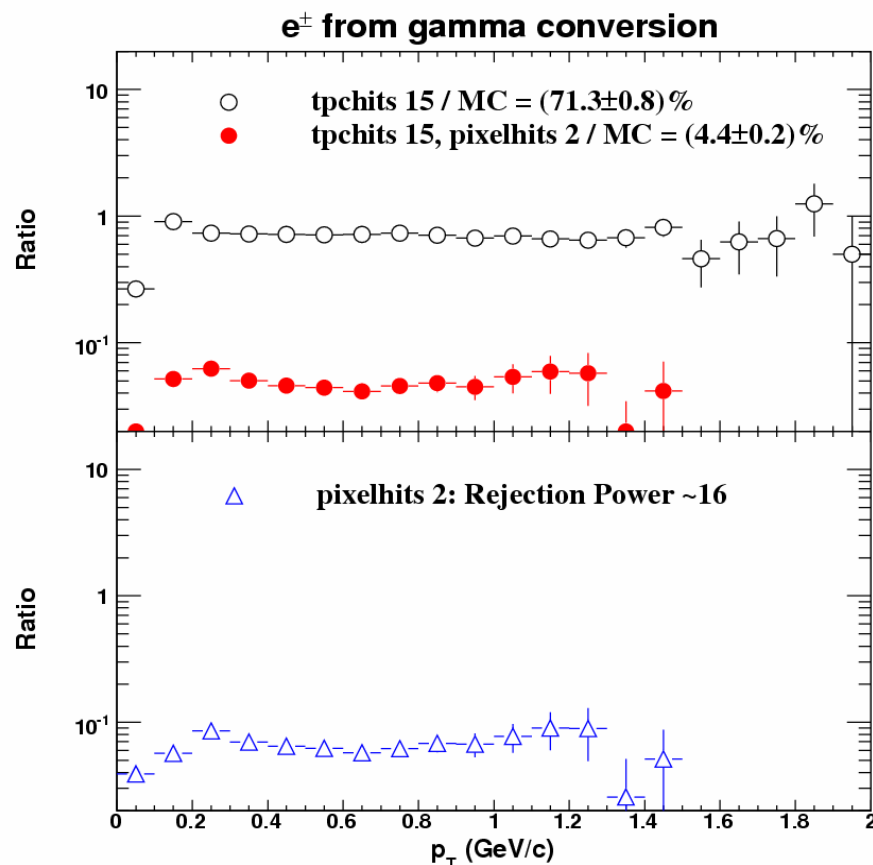 e± from gamma conversion
tpchits 15 / MC = (71.3±0.8)%
tpchits 15, pixelhits 2 / MC = (4.4±0.2)%
Ratio
10
1
10⁻¹
pixelhits 2: Rejection Power ~16
Ratio
10
1
10⁻¹
0 0.2 0.4 0.6 0.8 1 1.2 1.4 1.6 1.8 2
p_T (GeV/c)